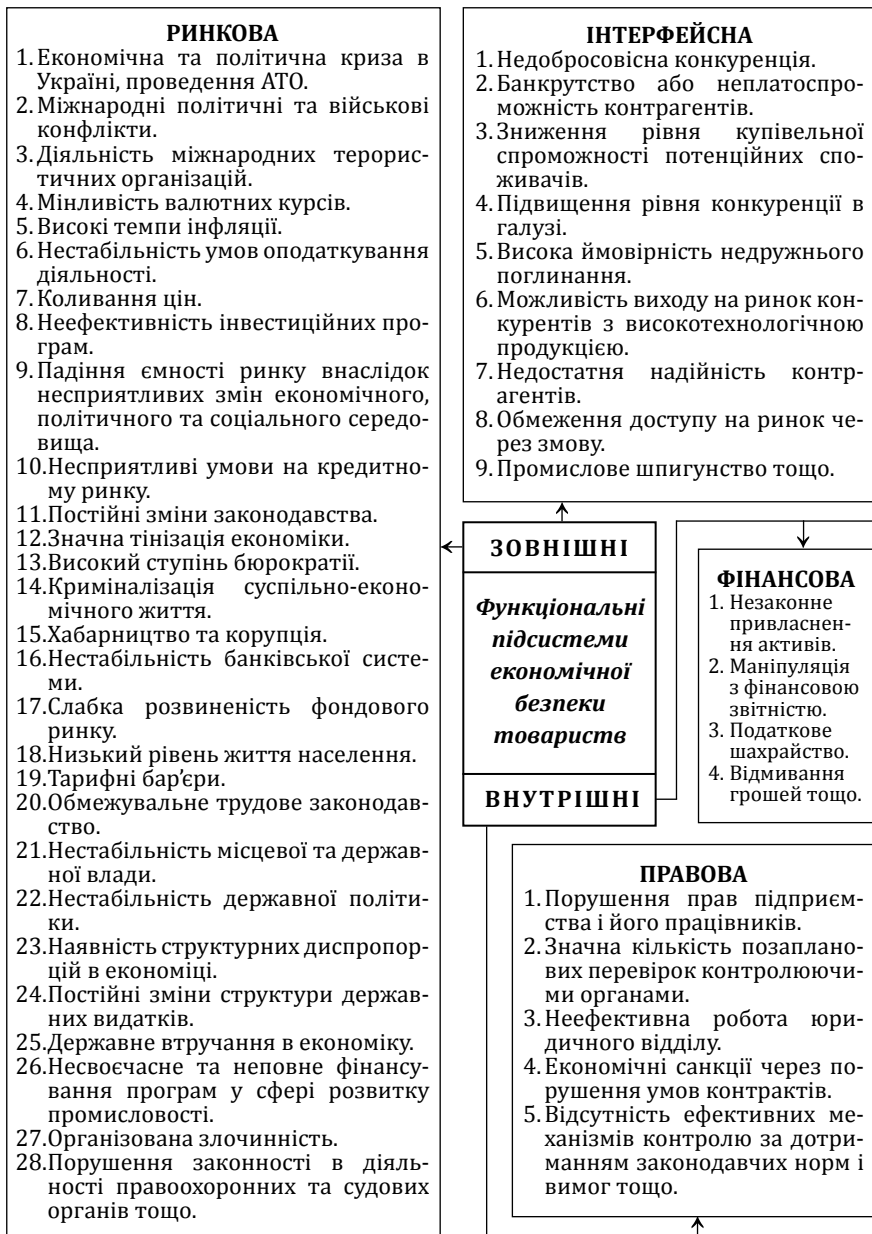 РИНКОВА
1. Економічна та політична криза в
Україні, проведення АТО.
2. Міжнародні політичні та військові
конфлікти.
3. Діяльність міжнародних терорис-
тичних організацій.
4. Мінливість валютних курсів.
5. Високі темпи інфляції.
6. Нестабільність умов оподаткування
діяльності.
7. Коливання цін.
8. Неефективність інвестиційних про-
грам.
9. Падіння ємності ринку внаслідок
несприятливих змін економічного,
політичного та соціального середо-
вища.
10.Несприятливі умови на кредитно-
му ринку.
11.Постійні зміни законодавства.
12.Значна тінізація економіки.
13.Високий ступінь бюрократії.
14.Криміналізація суспільно-еконо-
мічного життя.
15.Хабарництво та корупція.
16.Нестабільність банківської систе-
ми.
17.Слабка розвиненість фондового
ринку.
18.Низький рівень життя населення.
19.Тарифні бар'єри.
20.Обмежувальне трудове законодав-
ство.
21.Нестабільність місцевої та держав-
ної влади.
22.Нестабільність державної політи-
ки.
23.Наявність структурних диспропор-
цій в економіці.
24.Постійні зміни структури держав-
них видатків.
25.Державне втручання в економіку.
26.Несвоєчасне та неповне фінансу-
вання програм у сфері розвитку
промисловості.
27.Організована злочинність.
28.Порушення законності в діяль-
ності правоохоронних та судових
органів тощо.
ІНТЕРФЕЙСНА
1. Недобросовісна конкуренція.
2. Банкрутство або неплатоспро-
можність контрагентів.
3. Зниження рівня купівельної
спроможності потенційних спо-
живачів.
4. Підвищення рівня конкуренції в
галузі.
5. Висока ймовірність недружнього
поглинання.
6. Можливість виходу на ринок кон-
курентів з високотехнологічною
продукцією.
7. Недостатня надійність контр-
агентів.
8. Обмеження доступу на ринок че-
рез змову.
9. Промислове шпигунство тощо.
ЗОВНІШНІ
Функціональні
підсистеми
економічної
безпеки
товариств
ВНУТРІШНІ
ФІНАНСОВА
1. Незаконне
привласнен-
ня активів.
2. Маніпуляція
з фінансовою
звітністю.
3. Податкове
шахрайство.
4. Відмивання
грошей тощо.
ПРАВОВА
1. Порушення прав підприєм-
ства і його працівників.
2. Значна кількість позаплано-
вих перевірок контролюючи-
ми органами.
3. Неефективна робота юри-
дичного відділу.
4. Економічні санкції через по-
рушення умов контрактів.
5. Відсутність ефективних ме-
ханізмів контролю за дотри-
манням законодавчих норм і
вимог тощо.